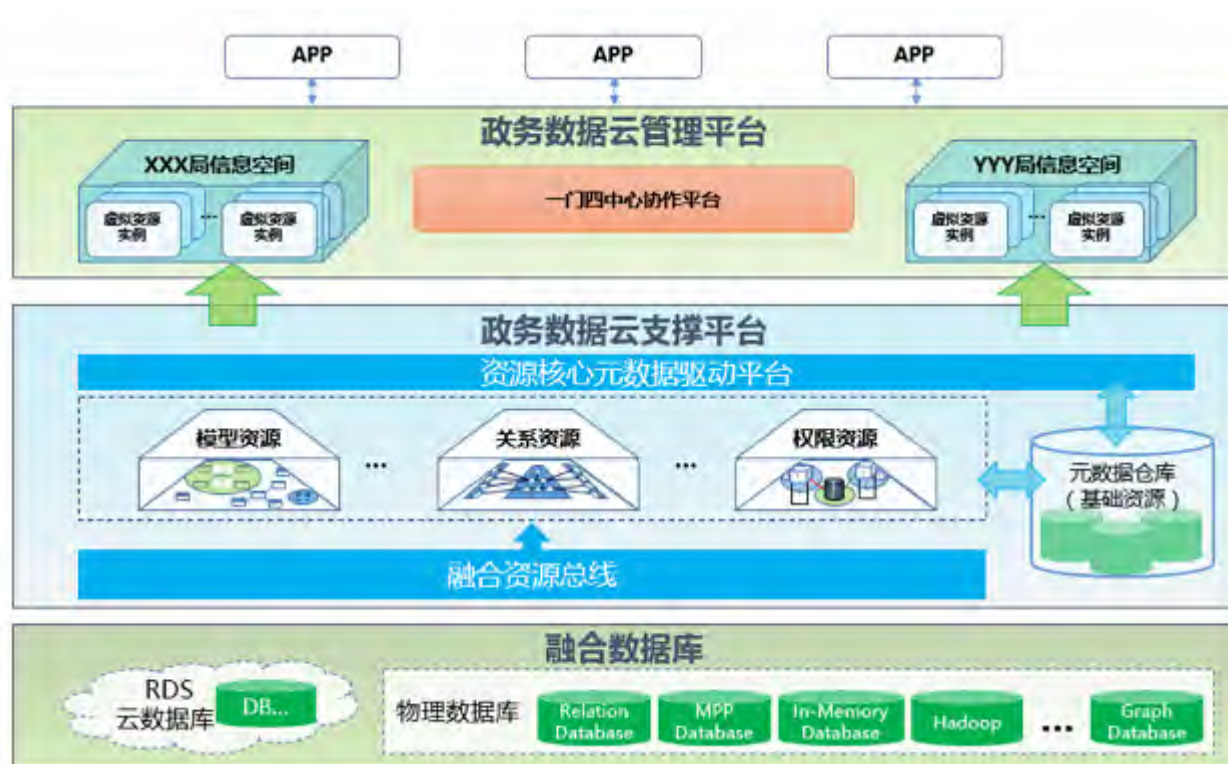 APP
APP
APP
政务数据云管理平台
XXX局信息空间
虚拟资源
实例
...
虚拟资源
实例
一门四中心协作平台
YYY局信息空间
虚拟资源
实例
...
虚拟资源
实例
政务数据云支撑平台
资源核心元数据驱动平台
模型资源
...
关系资源
...
权限资源
元数据仓库
（基础资源）
融合资源总线
融合数据库
RDS
云数据库
DB...
物理数据库
Relation
Database
MPP
Database
In-Memory
Database
Hadoop
...
Graph
Database